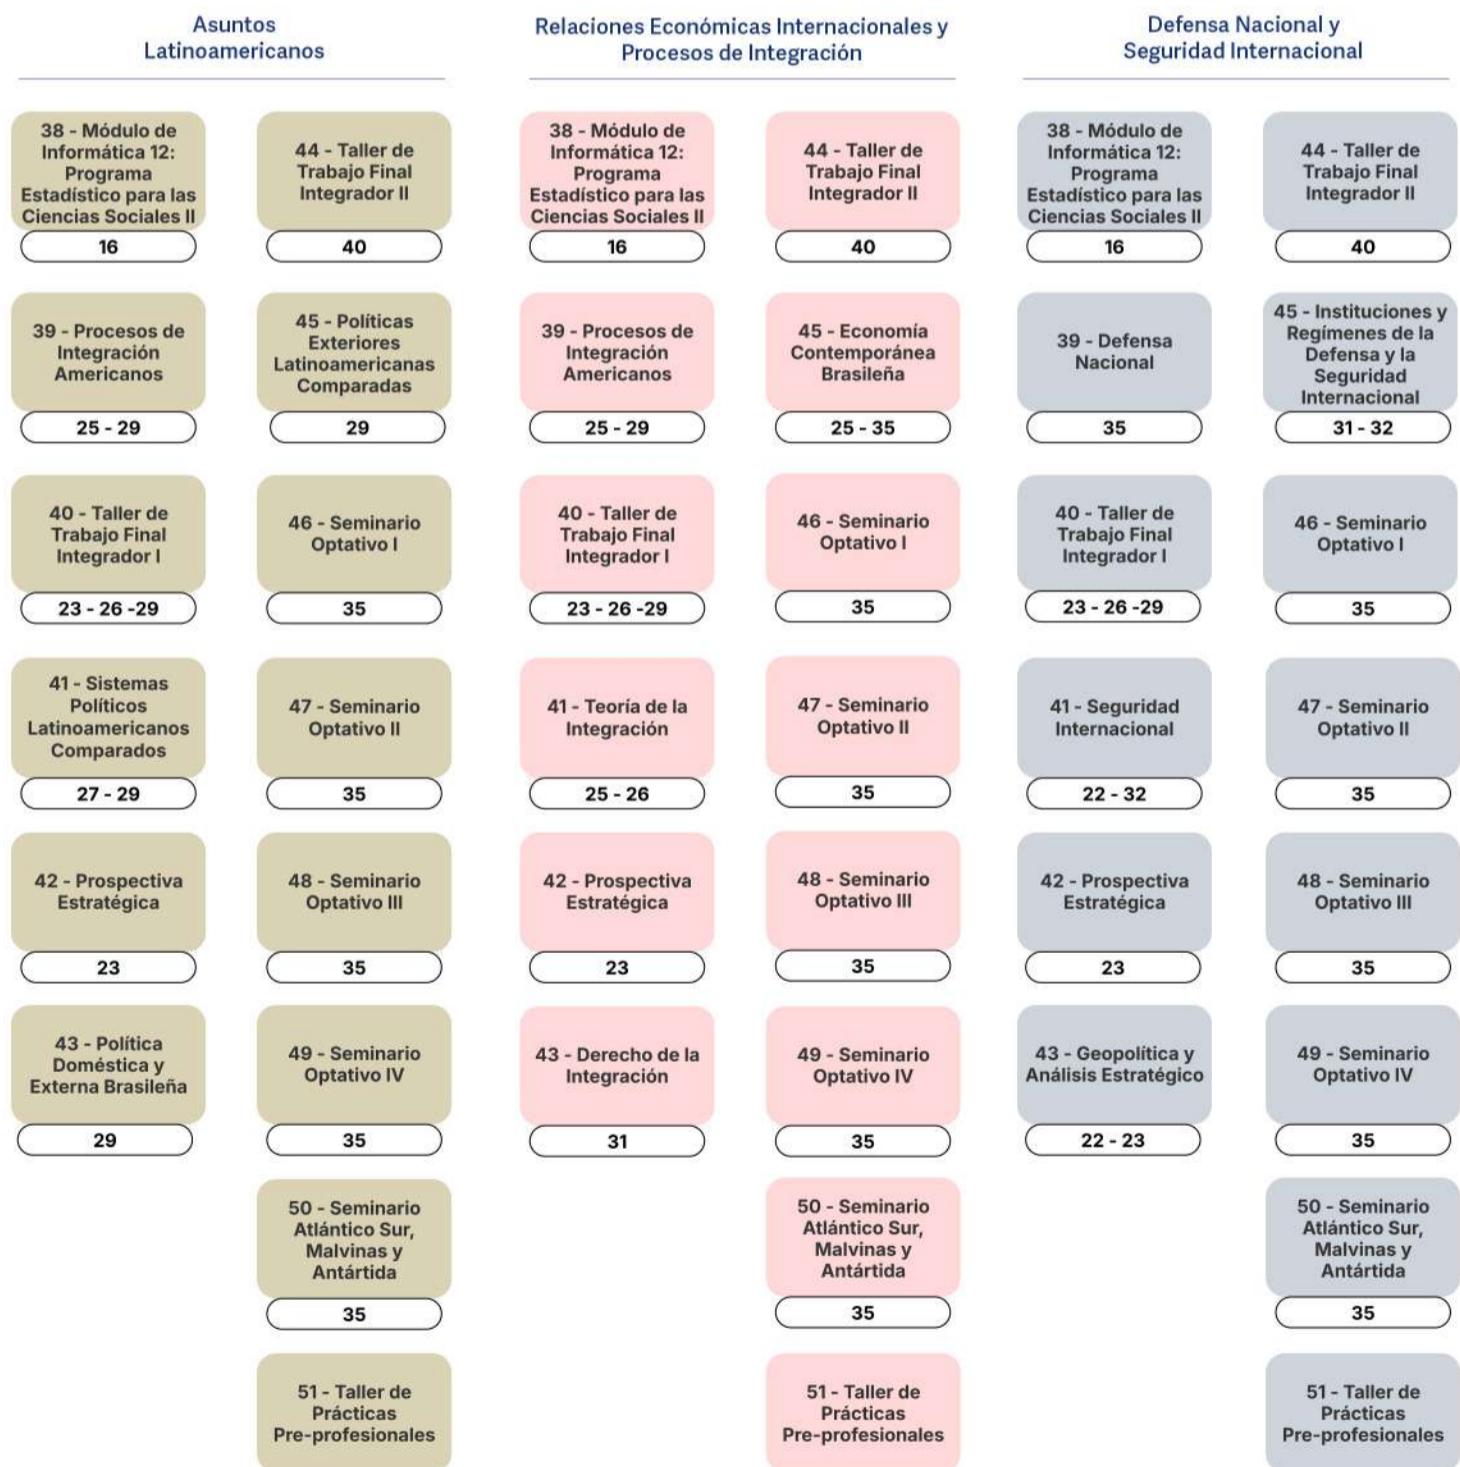 Asuntos
Latinoamericanos
38 - Módulo de
Informática 12:
Programa
Estadístico para las
Ciencias Sociales II
16
44 - Taller de
Trabajo Final
Integrador II
40
39 - Procesos de
Integración
Americanos
25 - 29
45 - Políticas
Exteriores
Latinoamericanas
Comparadas
29
40 - Taller de
Trabajo Final
Integrador I
23 - 26 -29
46 - Seminario
Optativo I
35
41 - Sistemas
Políticos
Latinoamericanos
Comparados
27 - 29
47 - Seminario
Optativo II
35
42 - Prospectiva
Estratégica
23
48 - Seminario
Optativo III
35
43 - Política
Doméstica y
Externa Brasileña
29
49 - Seminario
Optativo IV
35
50 - Seminario
Atlántico Sur,
Malvinas y
Antártida
35
51 - Taller de
Prácticas
Pre-profesionales
Relaciones Económicas Internacionales y
Procesos de Integración
38 - Módulo de
Informática 12:
Programa
Estadístico para las
Ciencias Sociales II
16
44 - Taller de
Trabajo Final
Integrador II
40
39 - Procesos de
Integración
Americanos
25 - 29
45 - Economía
Contemporánea
Brasileña
25 - 35
40 - Taller de
Trabajo Final
Integrador I
23 - 26 -29
46 - Seminario
Optativo I
35
41 - Teoría de la
Integración
25 - 26
47 - Seminario
Optativo II
35
42 - Prospectiva
Estratégica
23
48 - Seminario
Optativo III
35
43 - Derecho de la
Integración
31
49 - Seminario
Optativo IV
35
50 - Seminario
Atlántico Sur,
Malvinas y
Antártida
35
51 - Taller de
Prácticas
Pre-profesionales
Defensa Nacional y
Seguridad Internacional
38 - Módulo de
Informática 12:
Programa
Estadístico para las
Ciencias Sociales II
16
44 - Taller de
Trabajo Final
Integrador II
40
39 - Defensa
Nacional
35
45 - Instituciones y
Regímenes de la
Defensa y la
Seguridad
Internacional
31 - 32
40 - Taller de
Trabajo Final
Integrador I
23 - 26 -29
46 - Seminario
Optativo I
35
41 - Seguridad
Internacional
22 - 32
47 - Seminario
Optativo II
35
42 - Prospectiva
Estratégica
23
48 - Seminario
Optativo III
35
43 - Geopolítica y
Análisis Estratégico
22 - 23
49 - Seminario
Optativo IV
35
50 - Seminario
Atlántico Sur,
Malvinas y
Antártida
35
51 - Taller de
Prácticas
Pre-profesionales